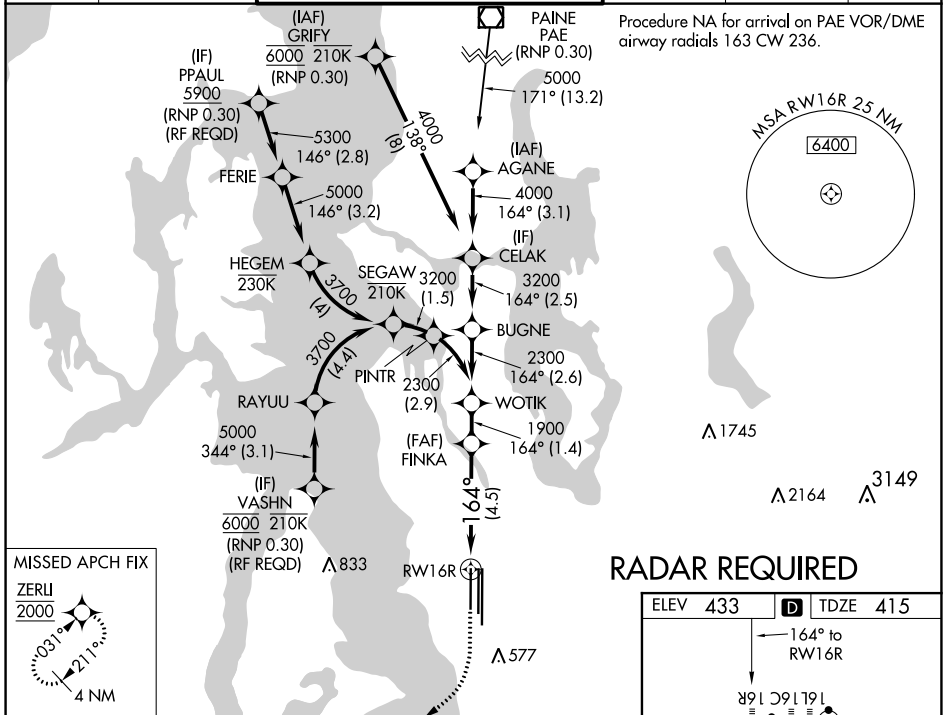 (IAF)
GRIFY
6000 210K
(RNP 0.30)
PAINE
PAE
(RNP 0.30)
5000
171° (13.2)
Procedure NA for arrival on PAE VOR/DME
airway radials 163 CW 236.
(IF)
PPAUL
5900
(RNP 0.30)
(RF REQD)
5300
146° (2.8)
4000
138°
(8)
MSA RW16R 25 NM
6400
FERIE
5000
146° (3.2)
(IAF)
AGANE
4000
164° (3.1)
(IF)
CELAK
HEGEM
230K
3700
(4)
SEGAW
210K
3200
(1.5)
3200
164° (2.5)
BUGNE
3700
(4.4)
PINTR
2300
(2.9)
2300
164° (2.6)
RAYUU
WOTIK
5000
344° (3.1)
1900
164° (1.4)
(FAF)
FINKA
1745
(IF)
VASHN
6000 210K
(RNP 0.30)
(RF REQD)
164°
(4.5)
2164
3149
833
RW16R
RADAR REQUIRED
MISSED APCH FIX
ZERLI
2000
031°
211°
4 NM
577
ELEV 433
D
TDZE 415
164° to
RW16R
16R
16C
16L